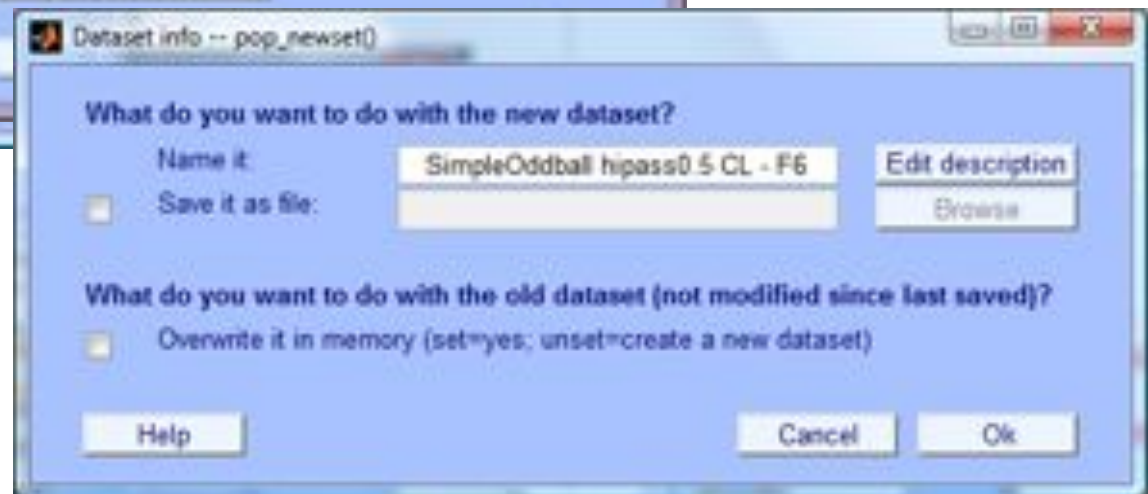 Dataset info -- pop_newset()
What do you want to do with the new dataset?
Name it: SimpleOddball hipass0.5 CL - F6 Edit description
Save it as file: Browse
What do you want to do with the old dataset (not modified since last saved)?
Overwrite it in memory (set=yes; unset=create a new dataset)
Help Cancel Ok